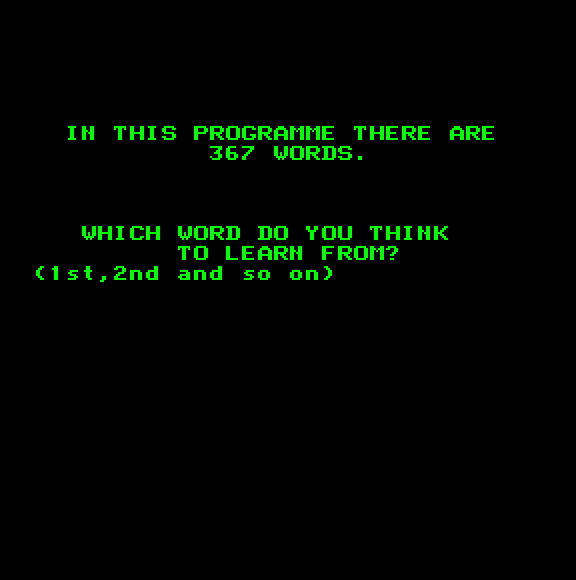 IN THIS PROGRAMME THERE ARE
367 WORDS.
WHICH WORD DO YOU THINK
TO LEARN FROM?
(1st,2nd and so on)